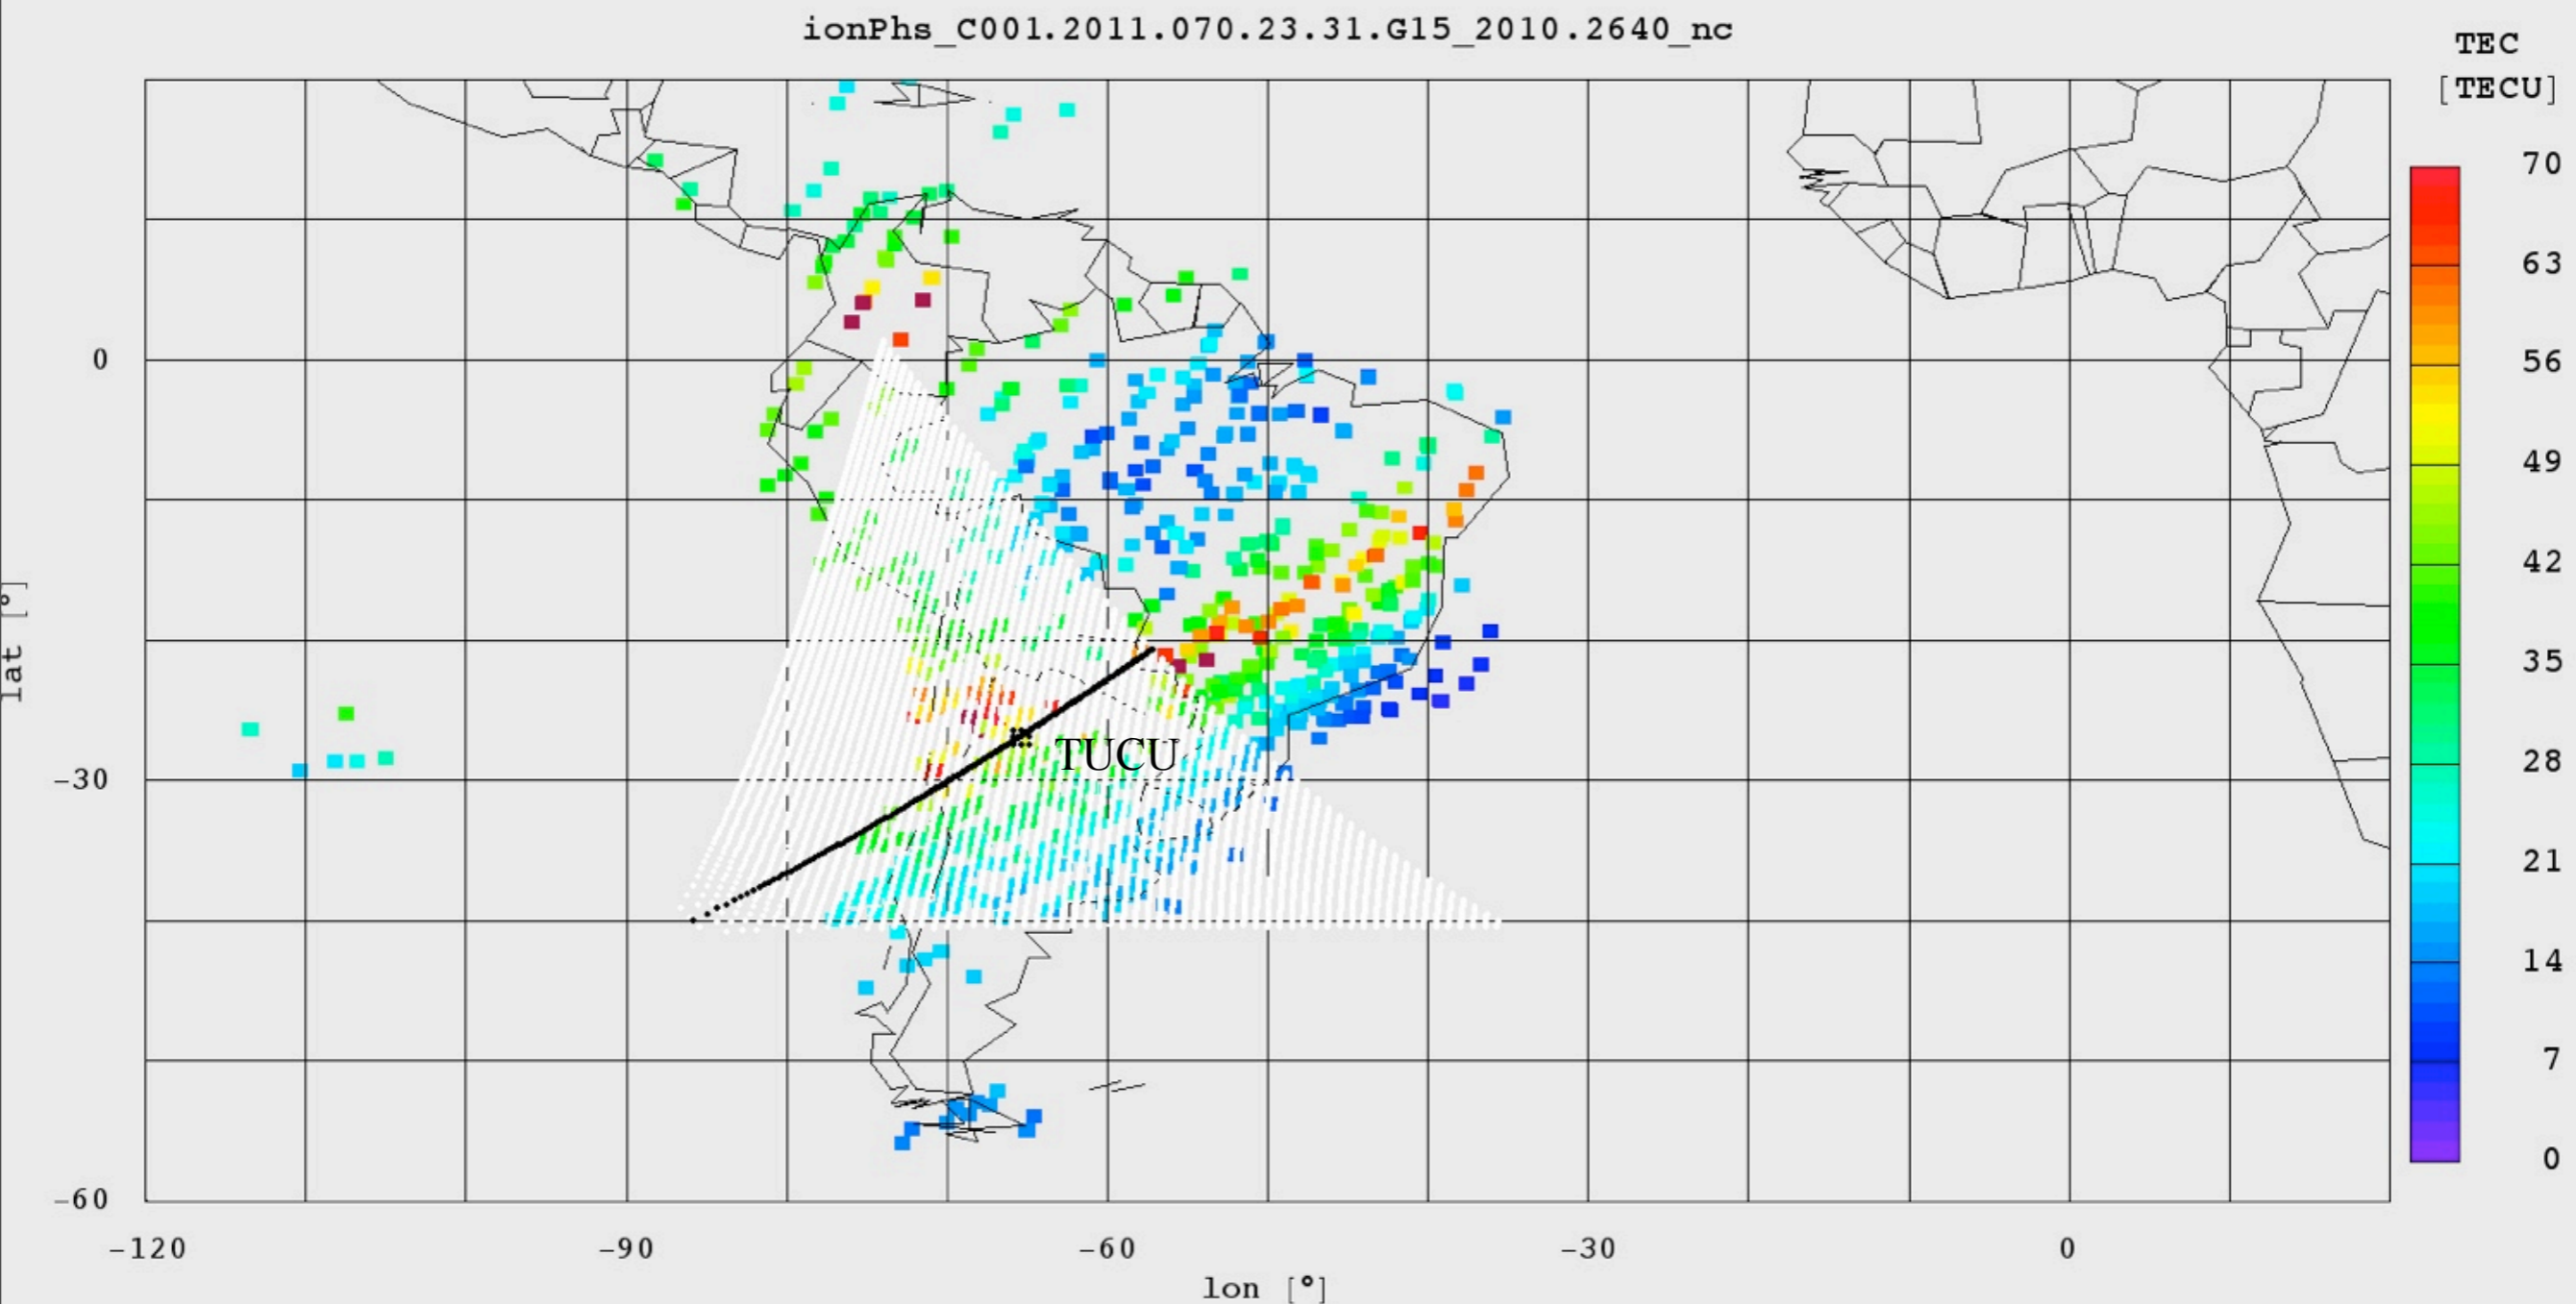 ionPhs_C001.2011.070.23.31.G15_2010.2640_nc
TEC
[TECU]
70
63
56
49
42
35
28
21
14
7
0
0
-30
-60
lat [°]
TUCU
-120 -90 -60 -30 0
lon [°]